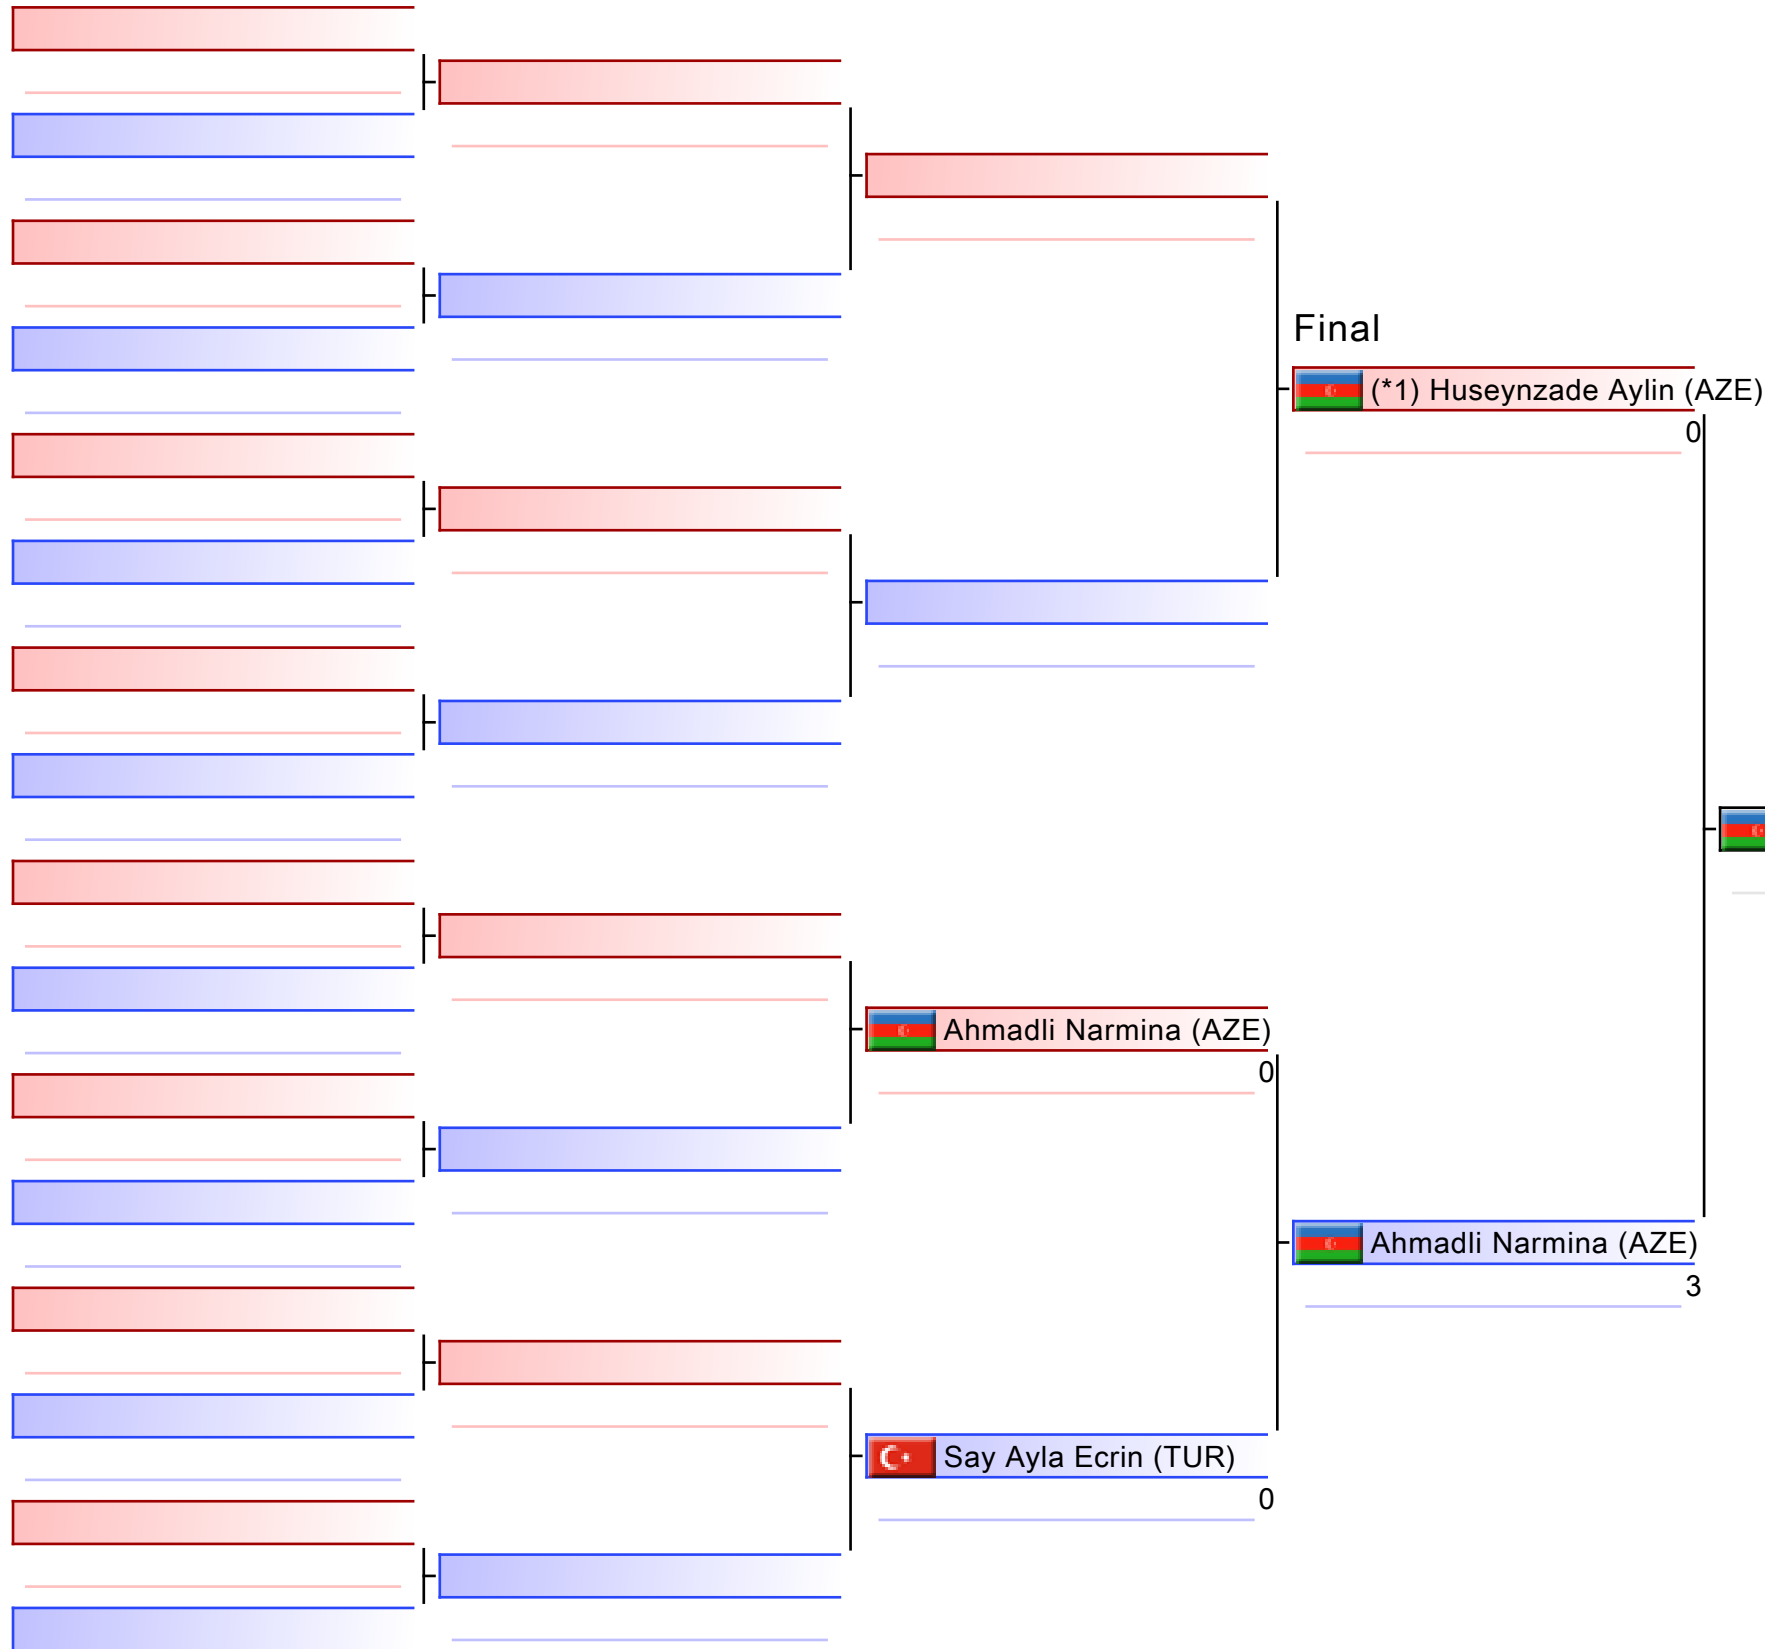 Final
(*1) Huseynzade Aylin (AZE)
0
Ahmadli Narmina (AZE)
0
Ahmadli Narmina (AZE)
3
Say Ayla Ecrin (TUR)
0